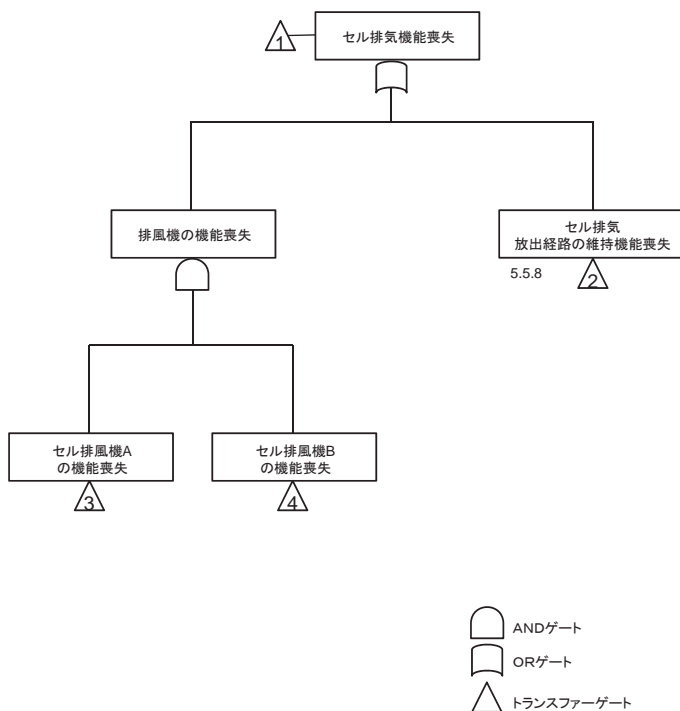 1
セル排気機能喪失
排風機の機能喪失
セル排気
放出経路の維持機能喪失
5.5.8
2
セル排風機A
の機能喪失
3
セル排風機B
の機能喪失
4
ANDゲート
ORゲート
トランスファーゲート